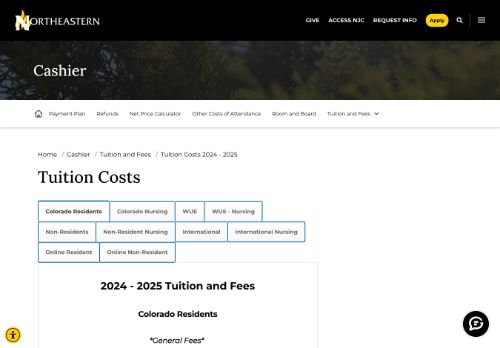 NORTHEASTERN
GIVE ACCESS NJC REQUEST INFO Apply
Cashier
Payment Plan Refunds Net Price Calculator Other Costs of Attendance Room and Board Tuition and Fees
Home / Cashier / Tuition and Fees / Tuition Costs 2024 - 2025
Tuition Costs
Colorado Residents Colorado Nursing WUE WUE - Nursing
Non-Residents Non-Resident Nursing International International Nursing
Online Resident Online Non-Resident
2024 - 2025 Tuition and Fees
Colorado Residents
*General Fees*